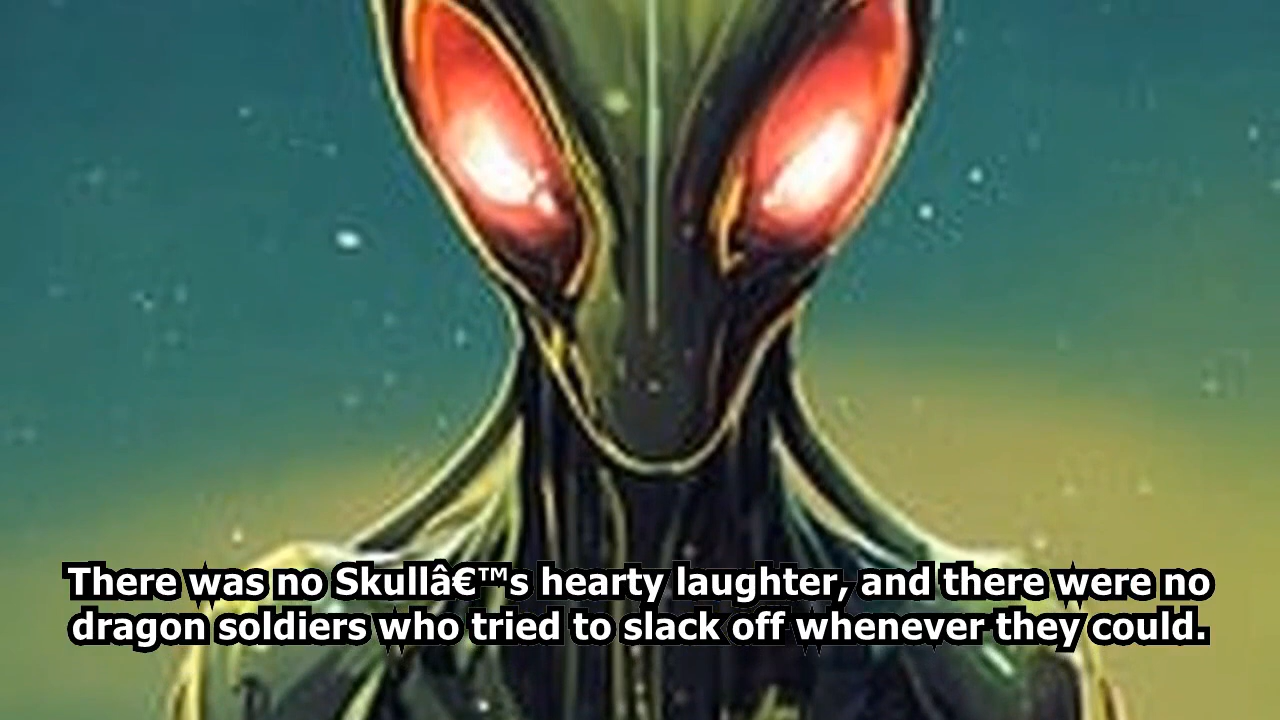 There was no Skullâ€™s hearty laughter, and there were no
dragon soldiers who tried to slack off whenever they could.